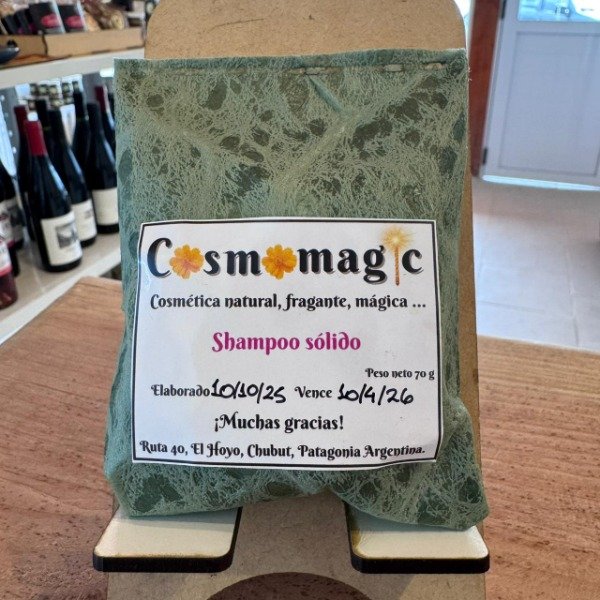 Cosmomagic
Cosmética natural, fragante, mágica ...
Shampoo sólido
Peso neto 70 g
Elaborado 10/10/25 Vence 10/4/26
¡Muchas gracias!
Ruta 40, El Hoyo, Chubut, Patagonia Argentina.